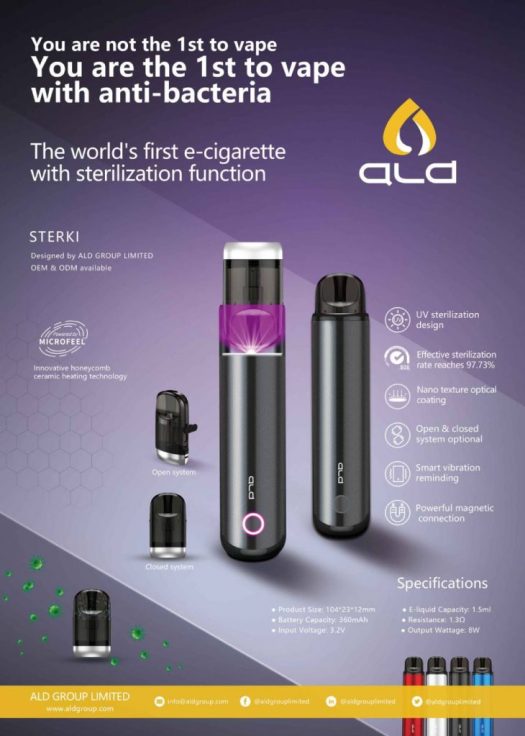 You are not the 1st to vape
You are the 1st to vape
with anti-bacteria
The world's first e-cigarette
with sterilization function
ALD
STERKI
Designed by ALD GROUP LIMITED
OEM & ODM available
Powered by
MICROFEEL
Innovative honeycomb
ceramic heating technology
Open system
Closed system
ALD
ALD
UV sterilization
design
Effective sterilization
rate reaches 97.73%
Nano texture optical
coating
Open & closed
system optional
Smart vibration
reminding
Powerful magnetic
connection
Specifications
Product Size: 104*23*12mm
Battery Capacity: 360mAh
Input Voltage: 3.2V
E-liquid Capacity: 1.5ml
Resistance: 1.3Ω
Output Wattage: 8W
ALD GROUP LIMITED
www.aldgroup.com
info@aldgroup.com
@aldgrouplimited
@aldgrouplimited
@aldgrouplimited